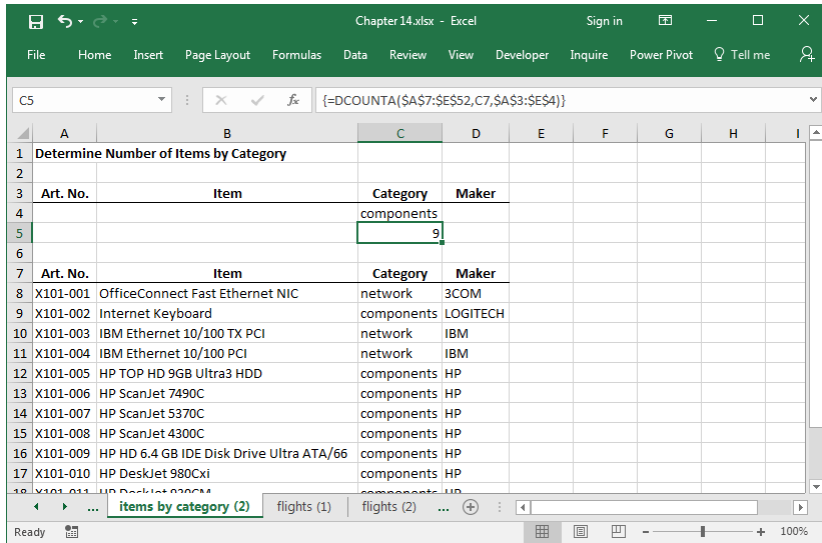 Chapter 14.xlsx - Excel
Sign in
File Home Insert Page Layout Formulas Data Review View Developer Inquire Power Pivot Tell me
C5 fx {=DCOUNTA($A$7:$E$52,C7,$A$3:$E$4)}
A B C D E F G H I
1 Determine Number of Items by Category
2
3 Art. No. Item Category Maker
4 components
5 9
6
7 Art. No. Item Category Maker
8 X101-001 OfficeConnect Fast Ethernet NIC network 3COM
9 X101-002 Internet Keyboard components LOGITECH
10 X101-003 IBM Ethernet 10/100 TX PCI network IBM
11 X101-004 IBM Ethernet 10/100 PCI network IBM
12 X101-005 HP TOP HD 9GB Ultra3 HDD components HP
13 X101-006 HP ScanJet 7490C components HP
14 X101-007 HP ScanJet 5370C components HP
15 X101-008 HP ScanJet 4300C components HP
16 X101-009 HP HD 6.4 GB IDE Disk Drive Ultra ATA/66 components HP
17 X101-010 HP DeskJet 980Cxi components HP
18 X101-011 HP DeskJet components HP
... items by category (2) flights (1) flights (2) ...
Ready 100%